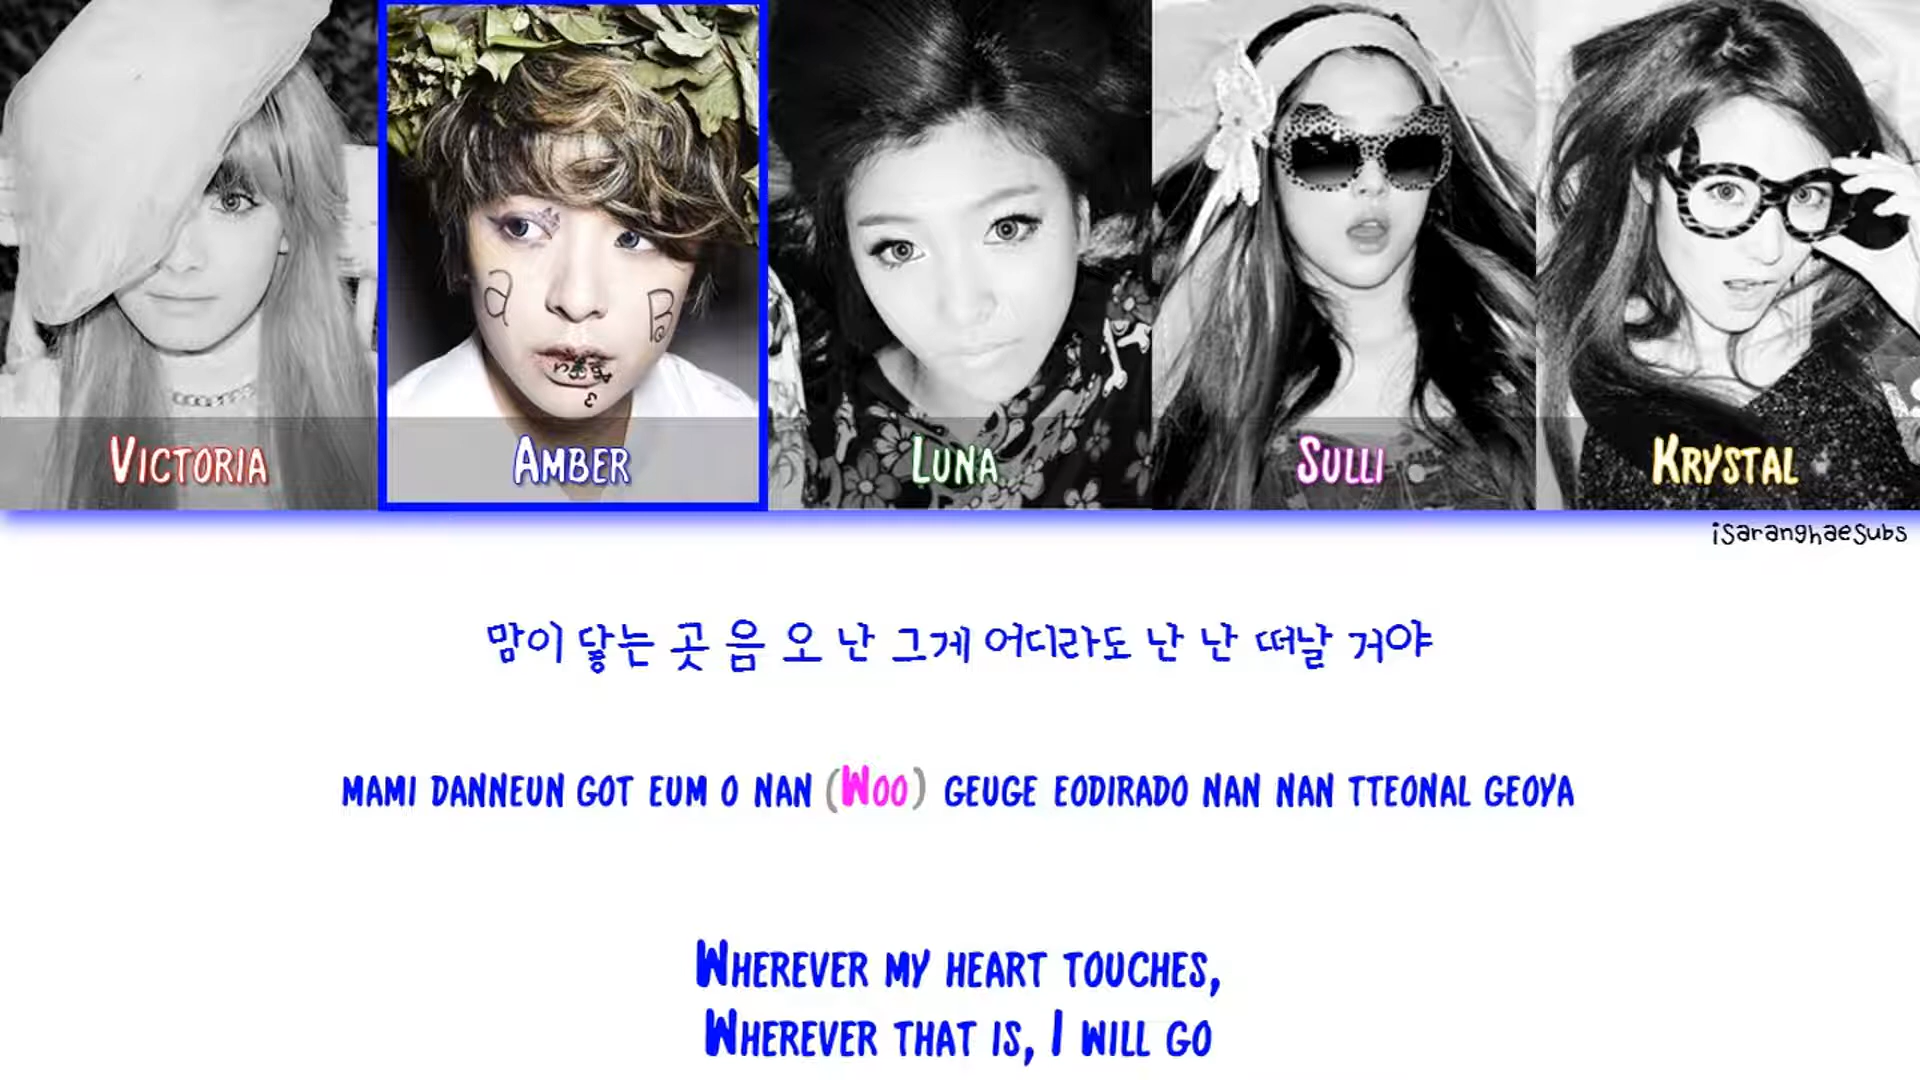 Victoria
Amber
Luna
Sulli
Krystal
isaranghaesubs
맘이 닿는 곳 음 오 난 그게 어디라도 난 난 떠날 거야
mami danneun got eum o nan (Woo) geuge eodirado nan nan tteonal geoya
Wherever my heart touches,
Wherever that is, I will go